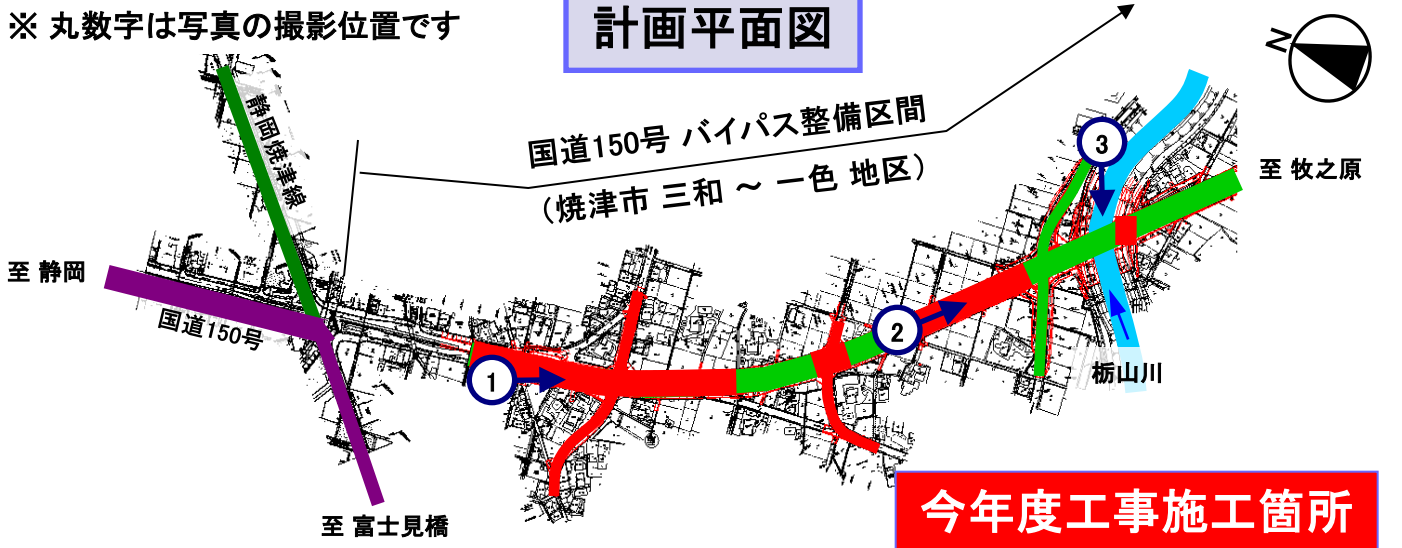 ※ 丸数字は写真の撮影位置です
計画平面図
N
静岡焼津線
国道150号 バイパス整備区間
(焼津市 三和 ～ 一色 地区)
3
至 牧之原
至 静岡
国道150号
2
1
栃山川
至 富士見橋
今年度工事施工箇所